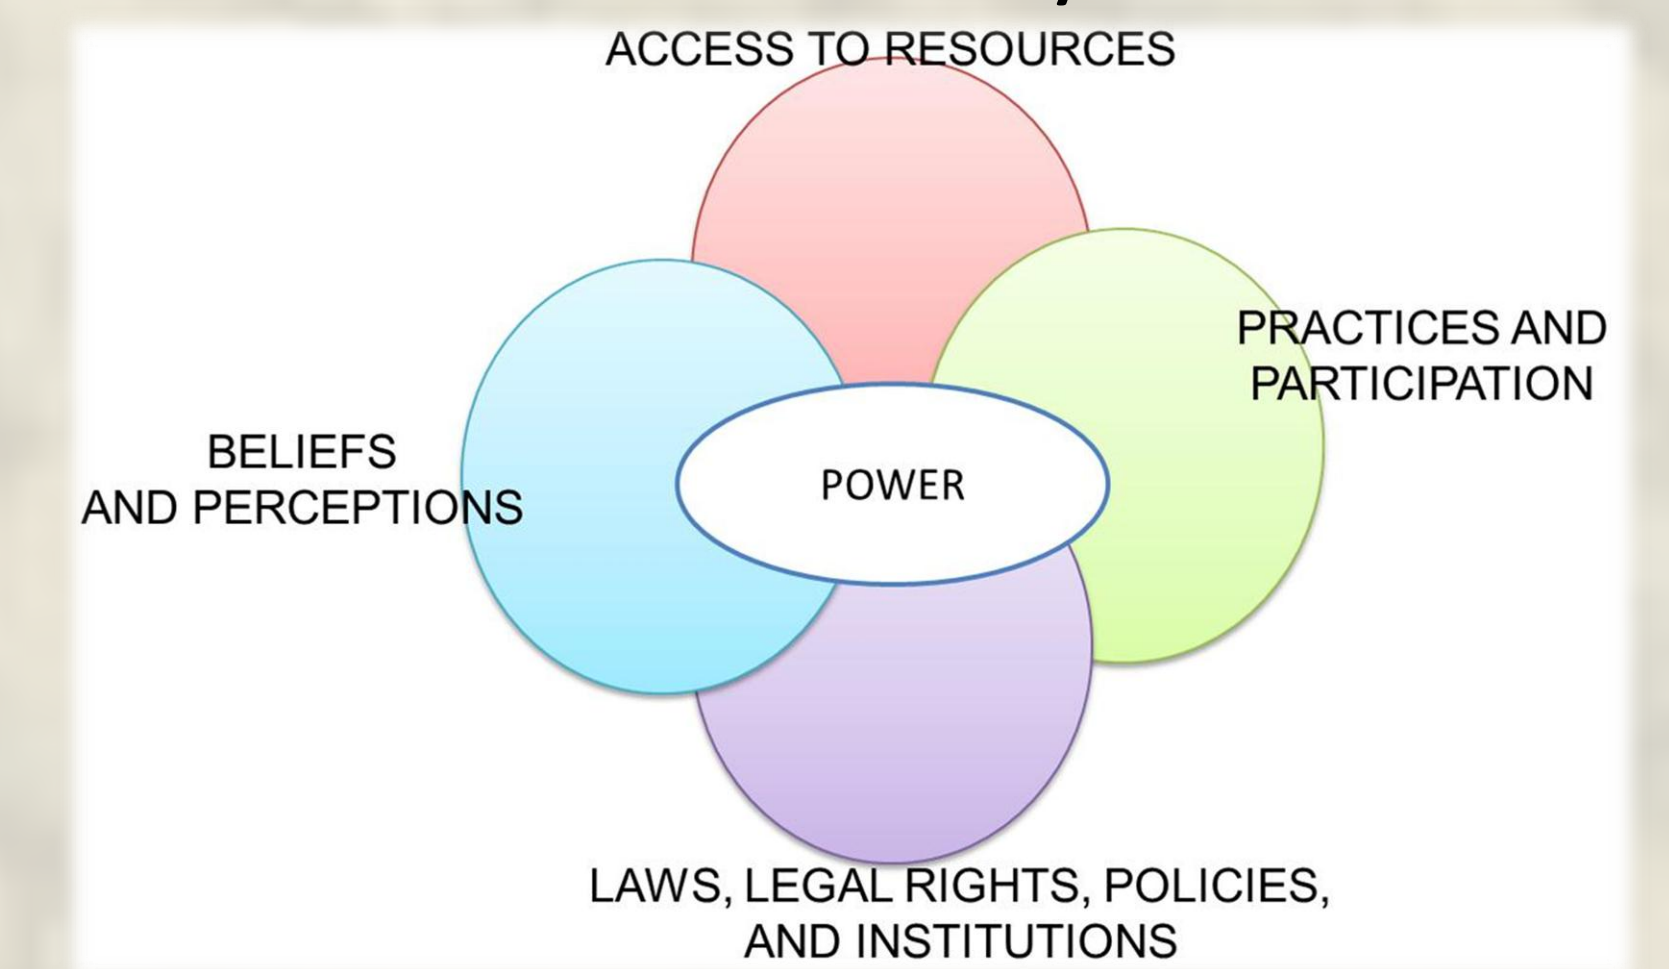 ACCESS TO RESOURCES
PRACTICES AND
PARTICIPATION
BELIEFS
AND PERCEPTIONS
POWER
LAWS, LEGAL RIGHTS, POLICIES,
AND INSTITUTIONS